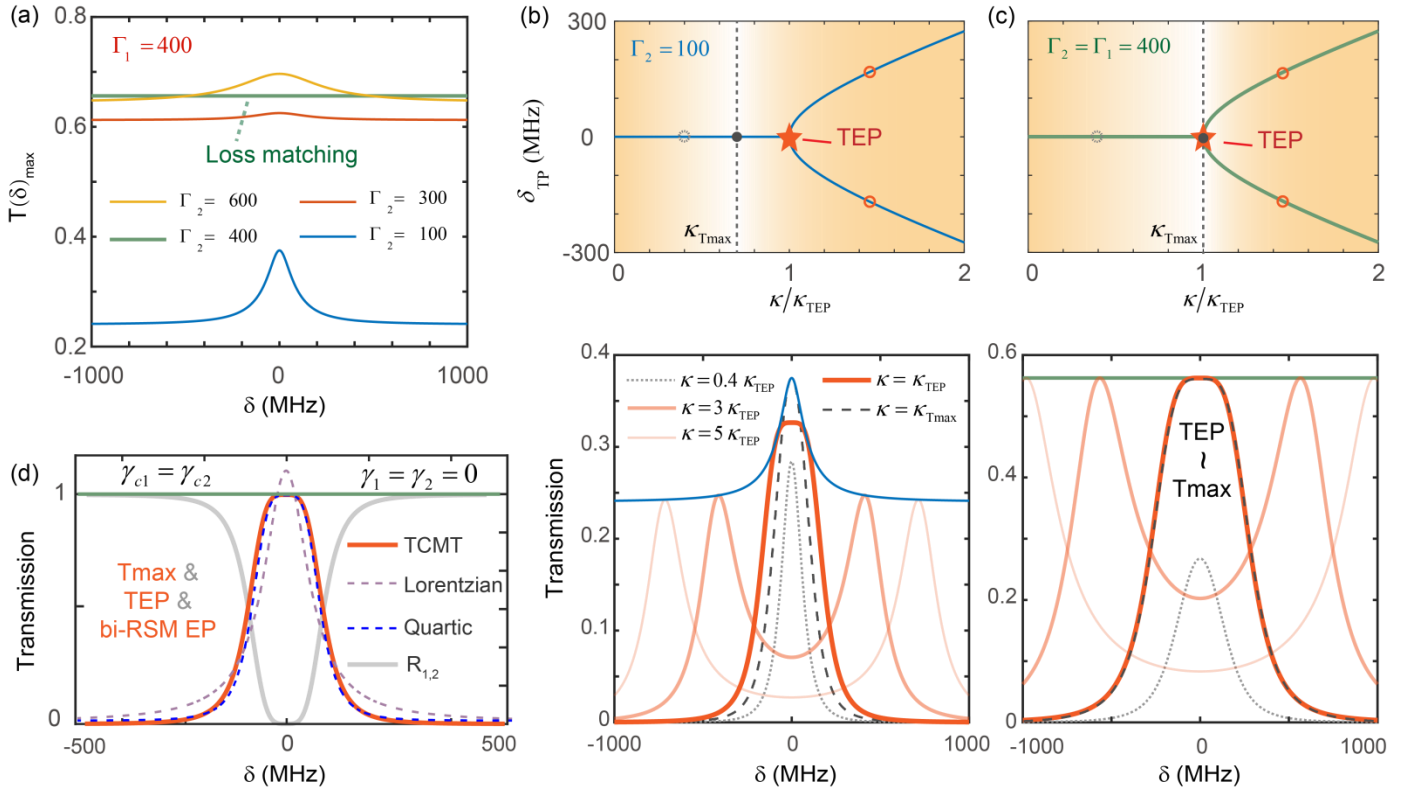 (a)
0.8
Γ₁ = 400
0.6
Loss matching
T(δ)max
Γ₂ = 600
Γ₂ = 300
Γ₂ = 400
Γ₂ = 100
0.4
0.2
-1000
0
1000
δ (MHz)
(b)
300
Γ₂ = 100
δTP (MHz)
0
TEP
κTmax
-300
0
1
2
κ/κTEP
(c)
Γ₂ = Γ₁ = 400
TEP
κTmax
0
1
2
κ/κTEP
(d)
γc1 = γc2
γ₁ = γ₂ = 0
1
Transmission
TCMT
Lorentzian
Quartic
R1,2
Tmax &
TEP &
bi-RSM EP
0
-500
0
500
δ (MHz)
0.4
κ = 0.4 κTEP
κ = κTEP
κ = 3 κTEP
κ = κTmax
κ = 5 κTEP
0.3
Transmission
0.2
0.1
0
-1000
0
1000
δ (MHz)
0.6
TEP
~
Tmax
0.4
0.2
0
-1000
0
1000
δ (MHz)